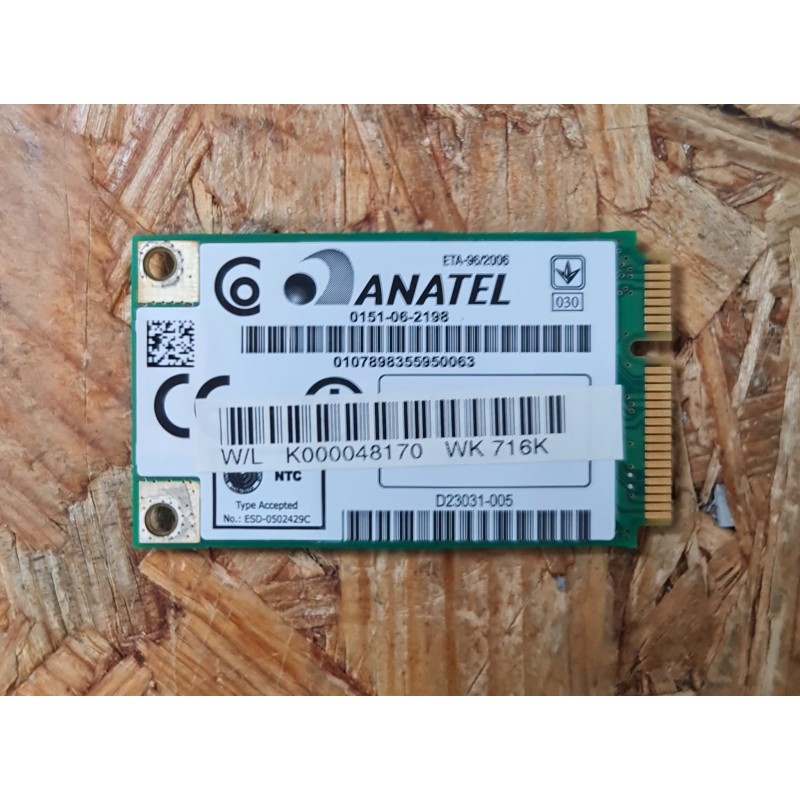 ETA-96/2006
ANATEL
030
0151-06-2198
0107898355950063
CE
W/L K000048170 WK 716K
NTC
Type Accepted
No.: ESD-0502429C
D23031-005